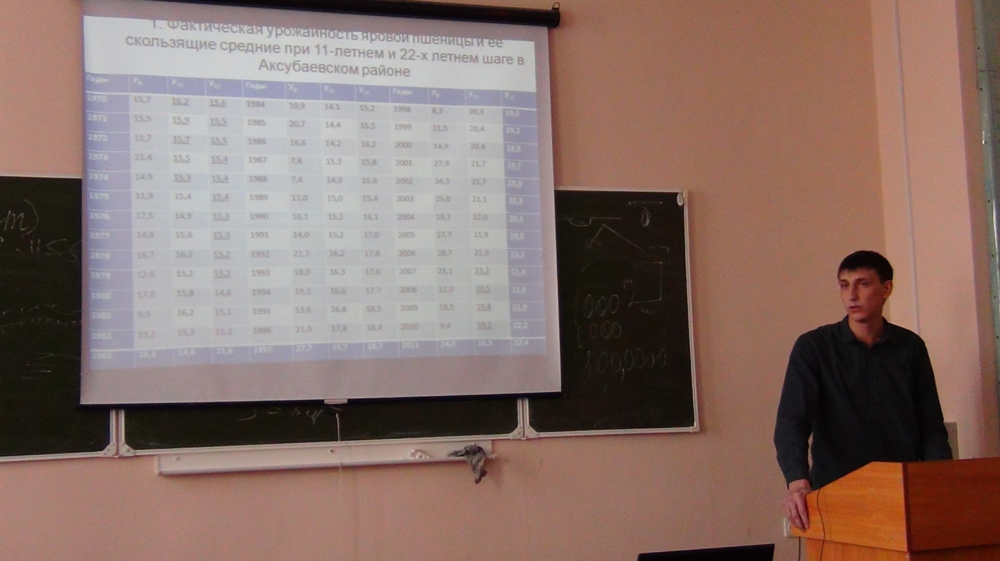 1. Фактическая урожайность яровой пшеницы и ее
скользящие средние при 11-летнем и 22-х летнем шаге в
Аксубаевском районе
Годы Уф У11 У22 Годы Уф У11 У22 Годы Уф У11 У22
1970 15,7 16,2 15,6 1984 10,9 14,1 15,2 1998 8,3 20,3 19,2
1971 15,5 15,9 15,5 1985 20,7 14,4 15,5 1999 11,5 20,4 19,2
1972 11,7 15,7 15,5 1986 16,6 14,2 16,2 2000 14,9 20,4 19,8
1973 21,4 15,5 15,4 1987 7,8 15,3 15,8 2001 27,9 21,7 19,7
1974 14,9 15,3 15,4 1988 7,4 14,9 15,6 2002 34,3 21,7 20,0
1975 11,9 15,4 15,4 1989 11,0 15,0 15,4 2003 25,0 21,1 20,3
1976 17,5 14,9 15,3 1990 16,1 15,2 16,1 2004 18,7 22,0 20,5
1977 14,6 15,6 15,3 1991 14,0 15,2 17,0 2005 27,7 21,9 20,8
1978 16,7 16,2 15,2 1992 22,7 16,2 17,8 2006 28,7 22,9 21,1
1979 12,6 15,2 15,2 1993 18,0 16,3 17,6 2007 21,1 21,2 21,4
1980 17,0 15,8 14,8 1994 19,3 16,6 17,7 2008 22,0 20,5 21,6
1981 9,9 16,2 15,1 1995 13,6 16,8 18,5 2009 18,5 19,8 21,9
1982 23,2 15,3 15,2 1996 21,0 17,8 18,4 2010 9,4 19,2 22,2
1983 14,6 15,6 1997 27,7 19,7 18,7 2011 24,3 18,5 22,4
000
000
100,0000